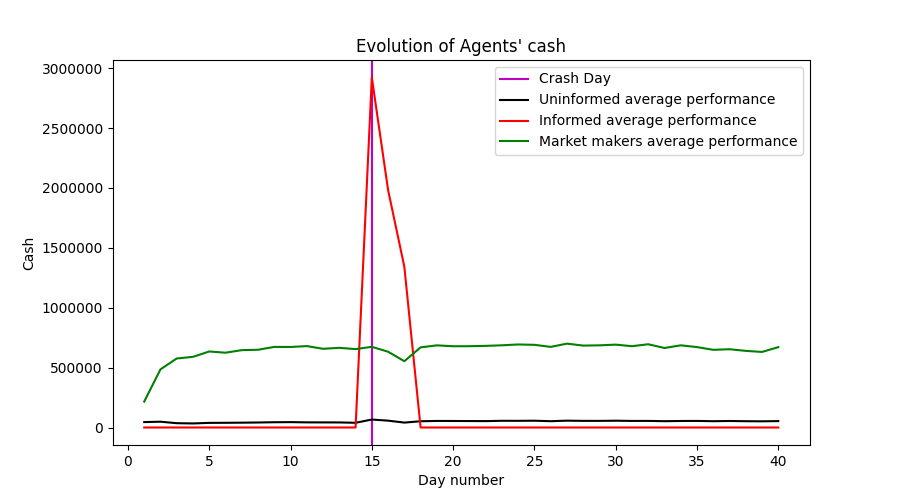 Evolution of Agents' cash
3000000
2500000
2000000
1500000
1000000
500000
0
Cash
Crash Day
Uninformed average performance
Informed average performance
Market makers average performance
0 5 10 15 20 25 30 35 40
Day number